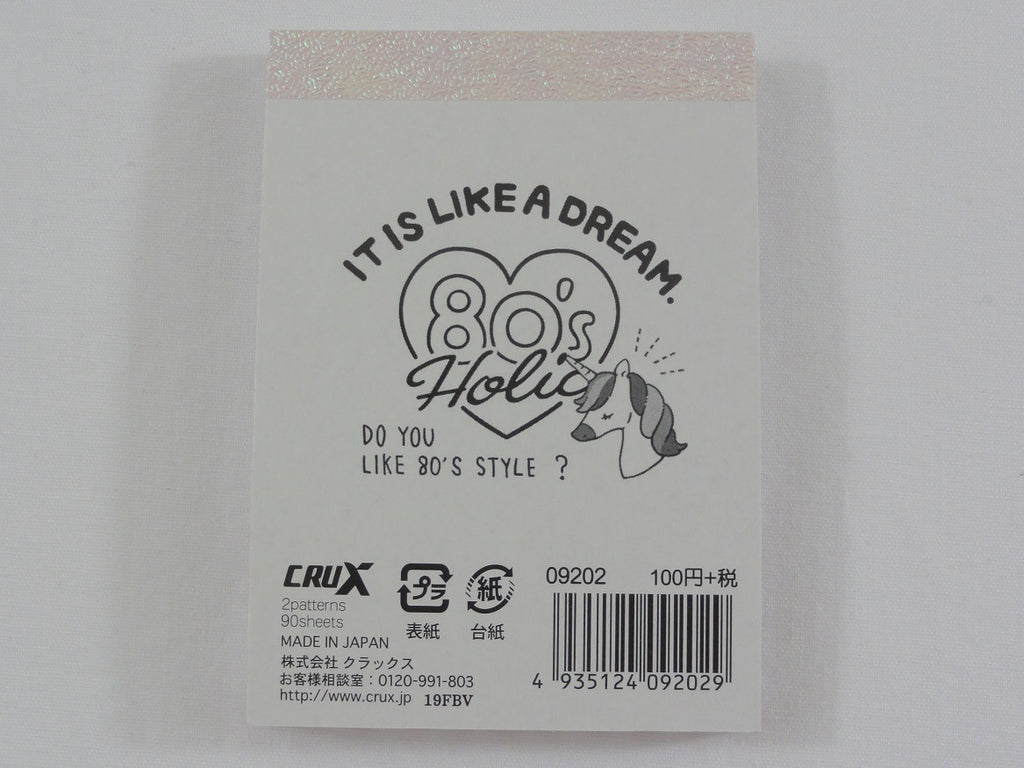 IT IS LIKE A DREAM.
80's
Holic
DO YOU
LIKE 80'S STYLE ?
CRUX
2patterns
90sheets
MADE IN JAPAN
株式会社 クラックス
お客様相談室：0120-991-803
http://www.crux.jp 19FBV
プラ
表紙
紙
台紙
09202 100円+税
4 935124 092029